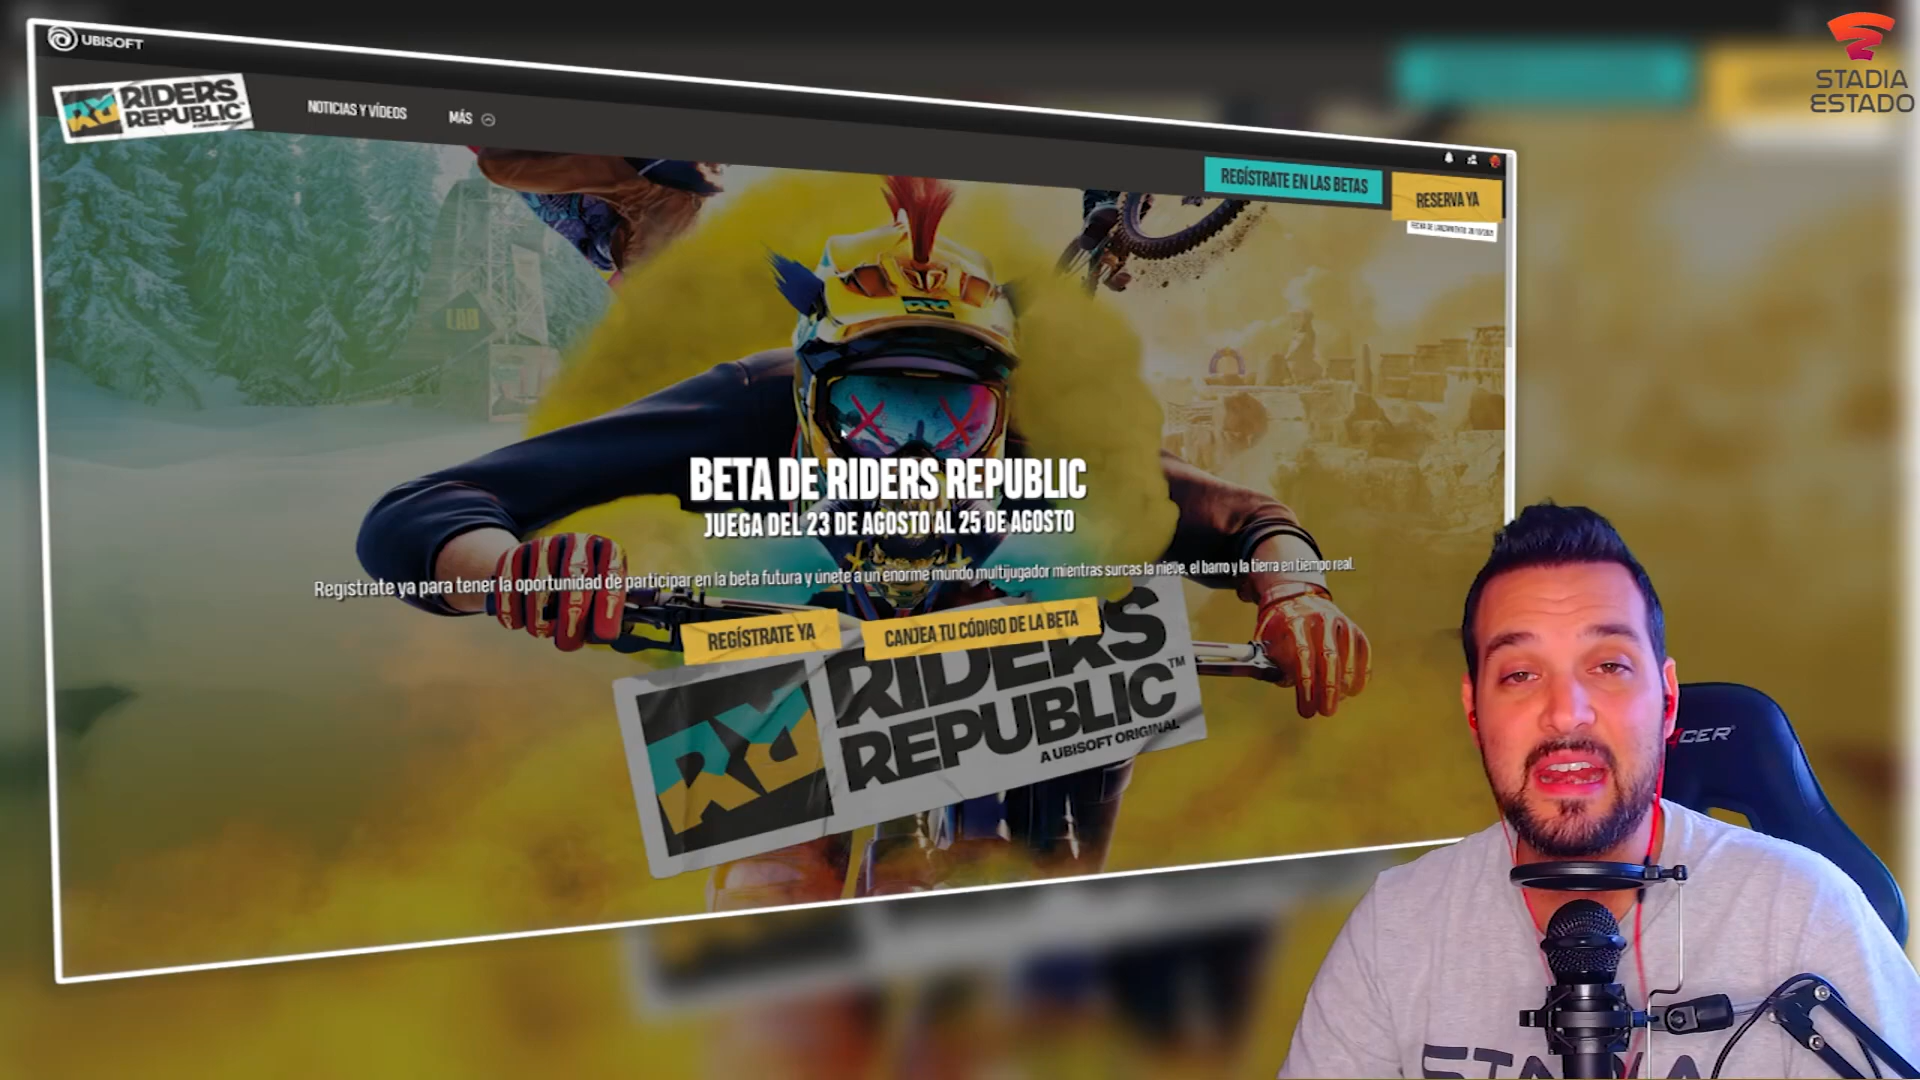 UBISOFT
RIDERS
REPUBLIC
NOTICIAS Y VÍDEOS
MÁS
STADIA
ESTADO
REGÍSTRATE EN LAS BETAS
RESERVA YA
LAB
BETA DE RIDERS REPUBLIC
JUEGA DEL 23 DE AGOSTO AL 25 DE AGOSTO
Regístrate ya para tener la oportunidad de participar en la beta futura y únete a un enorme mundo multijugador mientras surcas la nieve, el barro y la tierra en tiempo real.
REGÍSTRATE YA
CANJEA TU CÓDIGO DE LA BETA
RIDERS
REPUBLIC™
A UBISOFT ORIGINAL